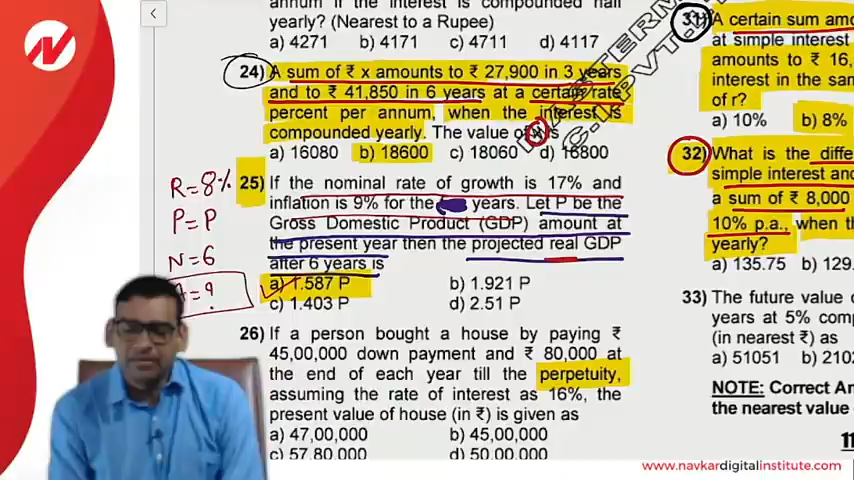 annum if the interest is compounded half
yearly? (Nearest to a Rupee)
a) 4271 b) 4171 c) 4711 d) 4117
24) A sum of ₹ x amounts to ₹ 27,900 in 3 years
and to ₹ 41,850 in 6 years at a certain rate
percent per annum, when the interest is
compounded yearly. The value of x is
a) 16080 b) 18600 c) 18060 d) 16800
25) If the nominal rate of growth is 17% and
inflation is 9% for the years. Let P be the
Gross Domestic Product (GDP) amount at
the present year then the projected real GDP
after 6 years is
a) 1.587 P b) 1.921 P
c) 1.403 P d) 2.51 P
26) If a person bought a house by paying ₹
45,00,000 down payment and ₹ 80,000 at
the end of each year till the perpetuity,
assuming the rate of interest as 16%, the
present value of house (in ₹) is given as
a) 47,00,000 b) 45,00,000
c) 57,80,000 d) 50,00,000
R = 8%
P = P
N = 6
A = ?
31) A certain sum
at simple interest
amounts to ₹ 16,
interest in the
of r?
a) 10% b) 8%
32) What is the
simple interest
a sum of ₹ 8,000
10% p.a., when
yearly?
a) 135.75 b) 129.
33) The future value
years at 5%
(in nearest ₹) as
a) 51051 b) 2102
NOTE: Correct
the nearest value
11
www.navkardigitalinstitute.com